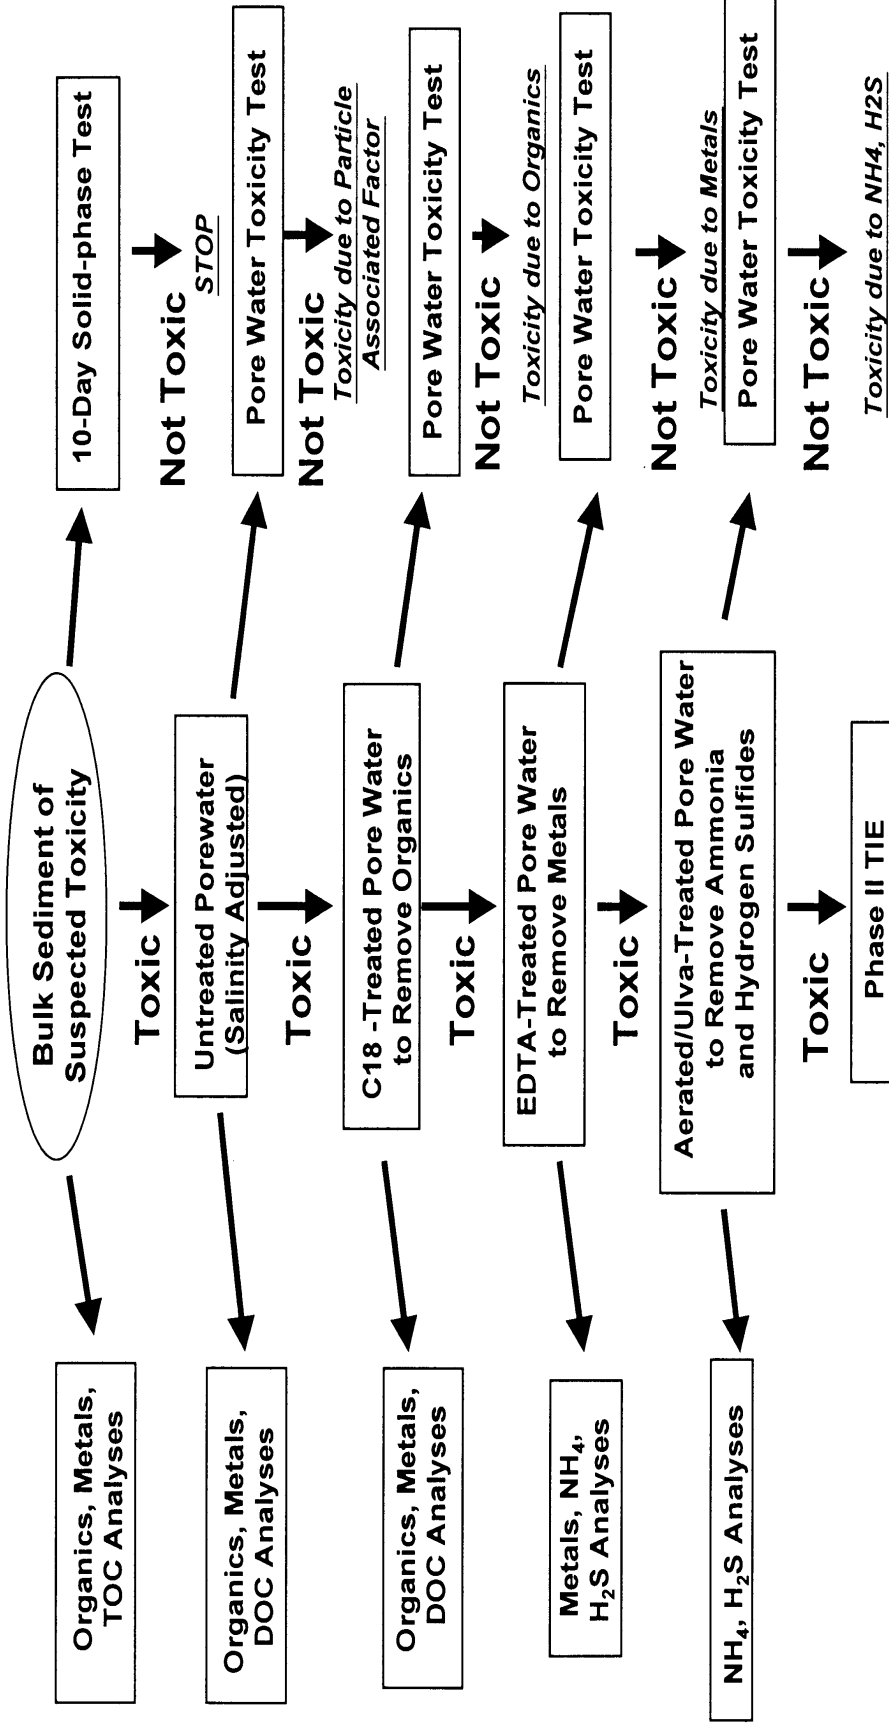 Bulk Sediment of
Suspected Toxicity
Organics, Metals,
TOC Analyses
10-Day Solid-phase Test
Toxic
Not Toxic
STOP
Untreated Porewater
(Salinity Adjusted)
Organics, Metals,
DOC Analyses
Pore Water Toxicity Test
Toxic
Not Toxic
Toxicity due to Particle
Associated Factor
C18 -Treated Pore Water
to Remove Organics
Organics, Metals,
DOC Analyses
Pore Water Toxicity Test
Toxic
Not Toxic
Toxicity due to Organics
EDTA-Treated Pore Water
to Remove Metals
Metals, NH₄,
H₂S Analyses
Pore Water Toxicity Test
Toxic
Not Toxic
Toxicity due to Metals
Aerated/Ulva-Treated Pore Water
to Remove Ammonia
and Hydrogen Sulfides
NH₄, H₂S Analyses
Pore Water Toxicity Test
Toxic
Not Toxic
Toxicity due to NH4, H2S
Phase II TIE